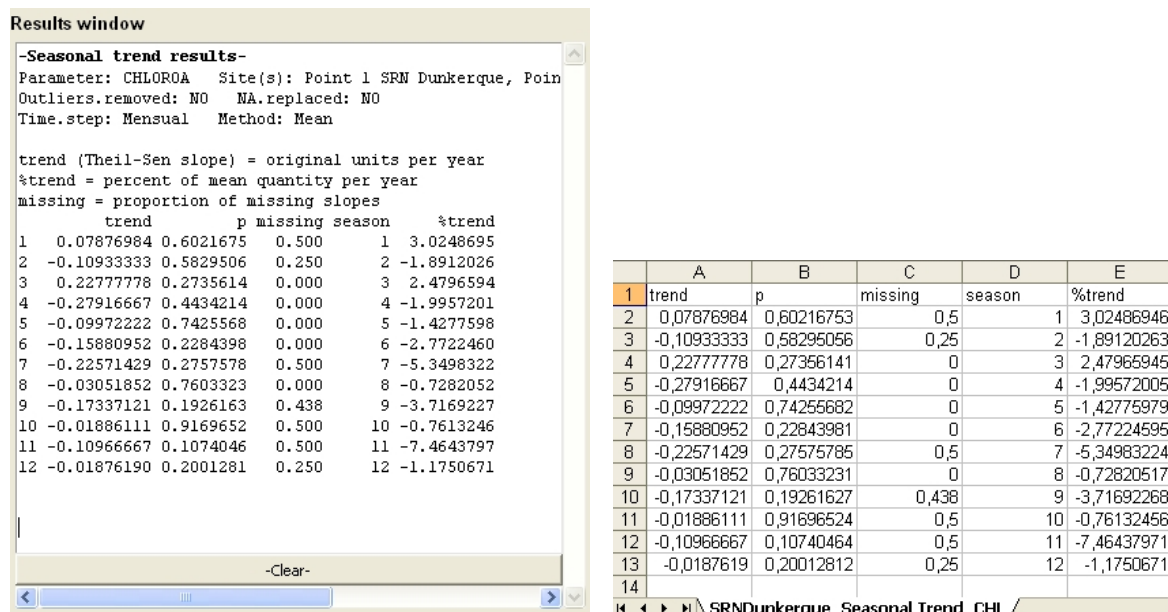 Results window
-Seasonal trend results-
Parameter: CHLOROA Site(s): Point 1 SRN Dunkerque, Poin
Outliers.removed: NO NA.replaced: NO
Time.step: Mensual Method: Mean
trend (Theil-Sen slope) = original units per year
%trend = percent of mean quantity per year
missing = proportion of missing slopes
trend p missing season %trend
1 0.07876984 0.6021675 0.500 1 3.0248695
2 -0.10933333 0.5829506 0.250 2 -1.8912026
3 0.22777778 0.2735614 0.000 3 2.4796594
4 -0.27916667 0.4434214 0.000 4 -1.9957201
5 -0.09972222 0.7425568 0.000 5 -1.4277598
6 -0.15880952 0.2284398 0.000 6 -2.7722460
7 -0.22571429 0.2757578 0.500 7 -5.3498322
8 -0.03051852 0.7603323 0.000 8 -0.7282052
9 -0.17337121 0.1926163 0.438 9 -3.7169227
10 -0.01886111 0.9169652 0.500 10 -0.7613246
11 -0.10966667 0.1074046 0.500 11 -7.4643797
12 -0.01876190 0.2001281 0.250 12 -1.1750671
-Clear-
A B C D E
1 trend p missing season %trend
2 0,07876984 0,60216753 0,5 1 3,02486946
3 -0,10933333 0,58295056 0,25 2 -1,89120263
4 0,22777778 0,27356141 0 3 2,47965945
5 -0,27916667 0,4434214 0 4 -1,99572005
6 -0,09972222 0,74255682 0 5 -1,42775979
7 -0,15880952 0,22843981 0 6 -2,77224595
8 -0,22571429 0,27575785 0,5 7 -5,34983224
9 -0,03051852 0,76033231 0 8 -0,72820517
10 -0,17337121 0,19261627 0,438 9 -3,71692268
11 -0,01886111 0,91696524 0,5 10 -0,76132456
12 -0,10966667 0,10740464 0,5 11 -7,46437971
13 -0,0187619 0,20012812 0,25 12 -1,1750671
14
SRNDunkerque_Seasonal Trend_CHL